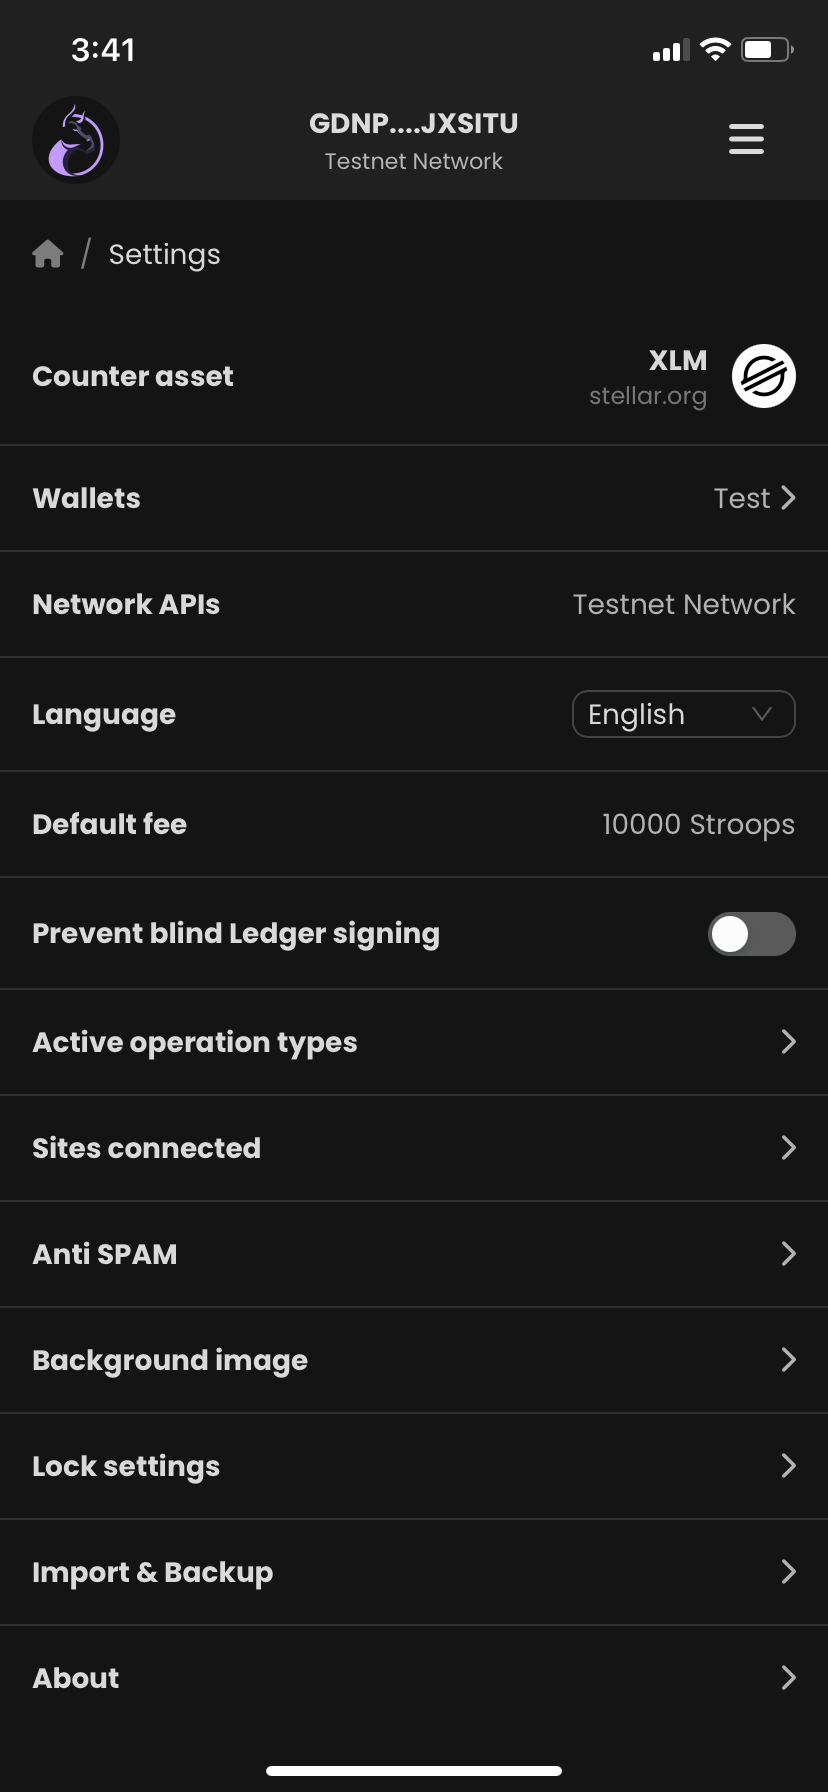 3:41
GDNP....JXSITU
Testnet Network
/ Settings
Counter asset
XLM
stellar.org
Wallets
Test
Network APIs
Testnet Network
Language
English
Default fee
10000 Stroops
Prevent blind Ledger signing
Active operation types
Sites connected
Anti SPAM
Background image
Lock settings
Import & Backup
About